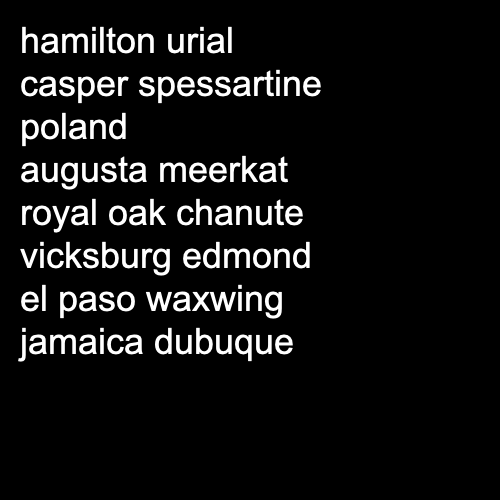 hamilton urial
casper spessartine
poland
augusta meerkat
royal oak chanute
vicksburg edmond
el paso waxwing
jamaica dubuque